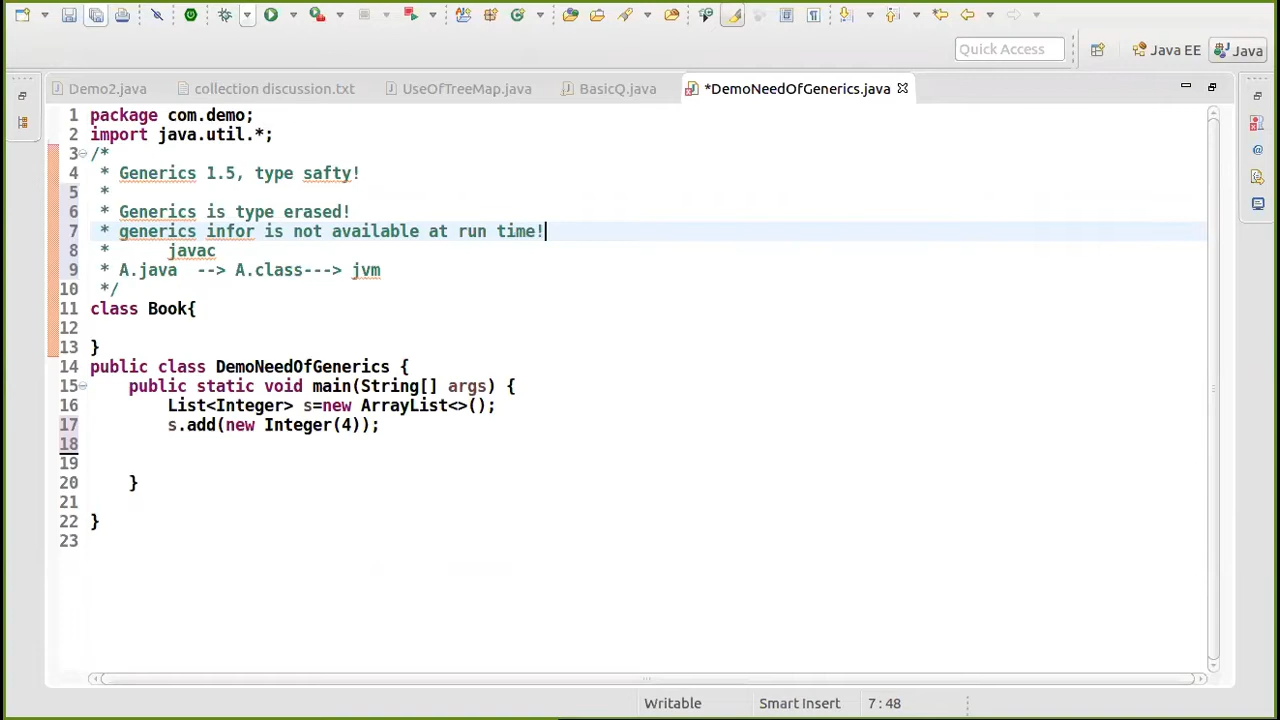 Quick Access
Java EE
Java
Demo2.java
collection discussion.txt
UseOfTreeMap.java
BasicQ.java
*DemoNeedOfGenerics.java
1 package com.demo;
2 import java.util.*;
3 /*
4 * Generics 1.5, type safty!
5 *
6 * Generics is type erased!
7 * generics infor is not available at run time!
8 * javac
9 * A.java --> A.class---> jvm
10 */
11 class Book{
12
13 }
14 public class DemoNeedOfGenerics {
15 public static void main(String[] args) {
16 List<Integer> s=new ArrayList<>();
17 s.add(new Integer(4));
18
19
20 }
21
22 }
23
Writable
Smart Insert
7 : 48